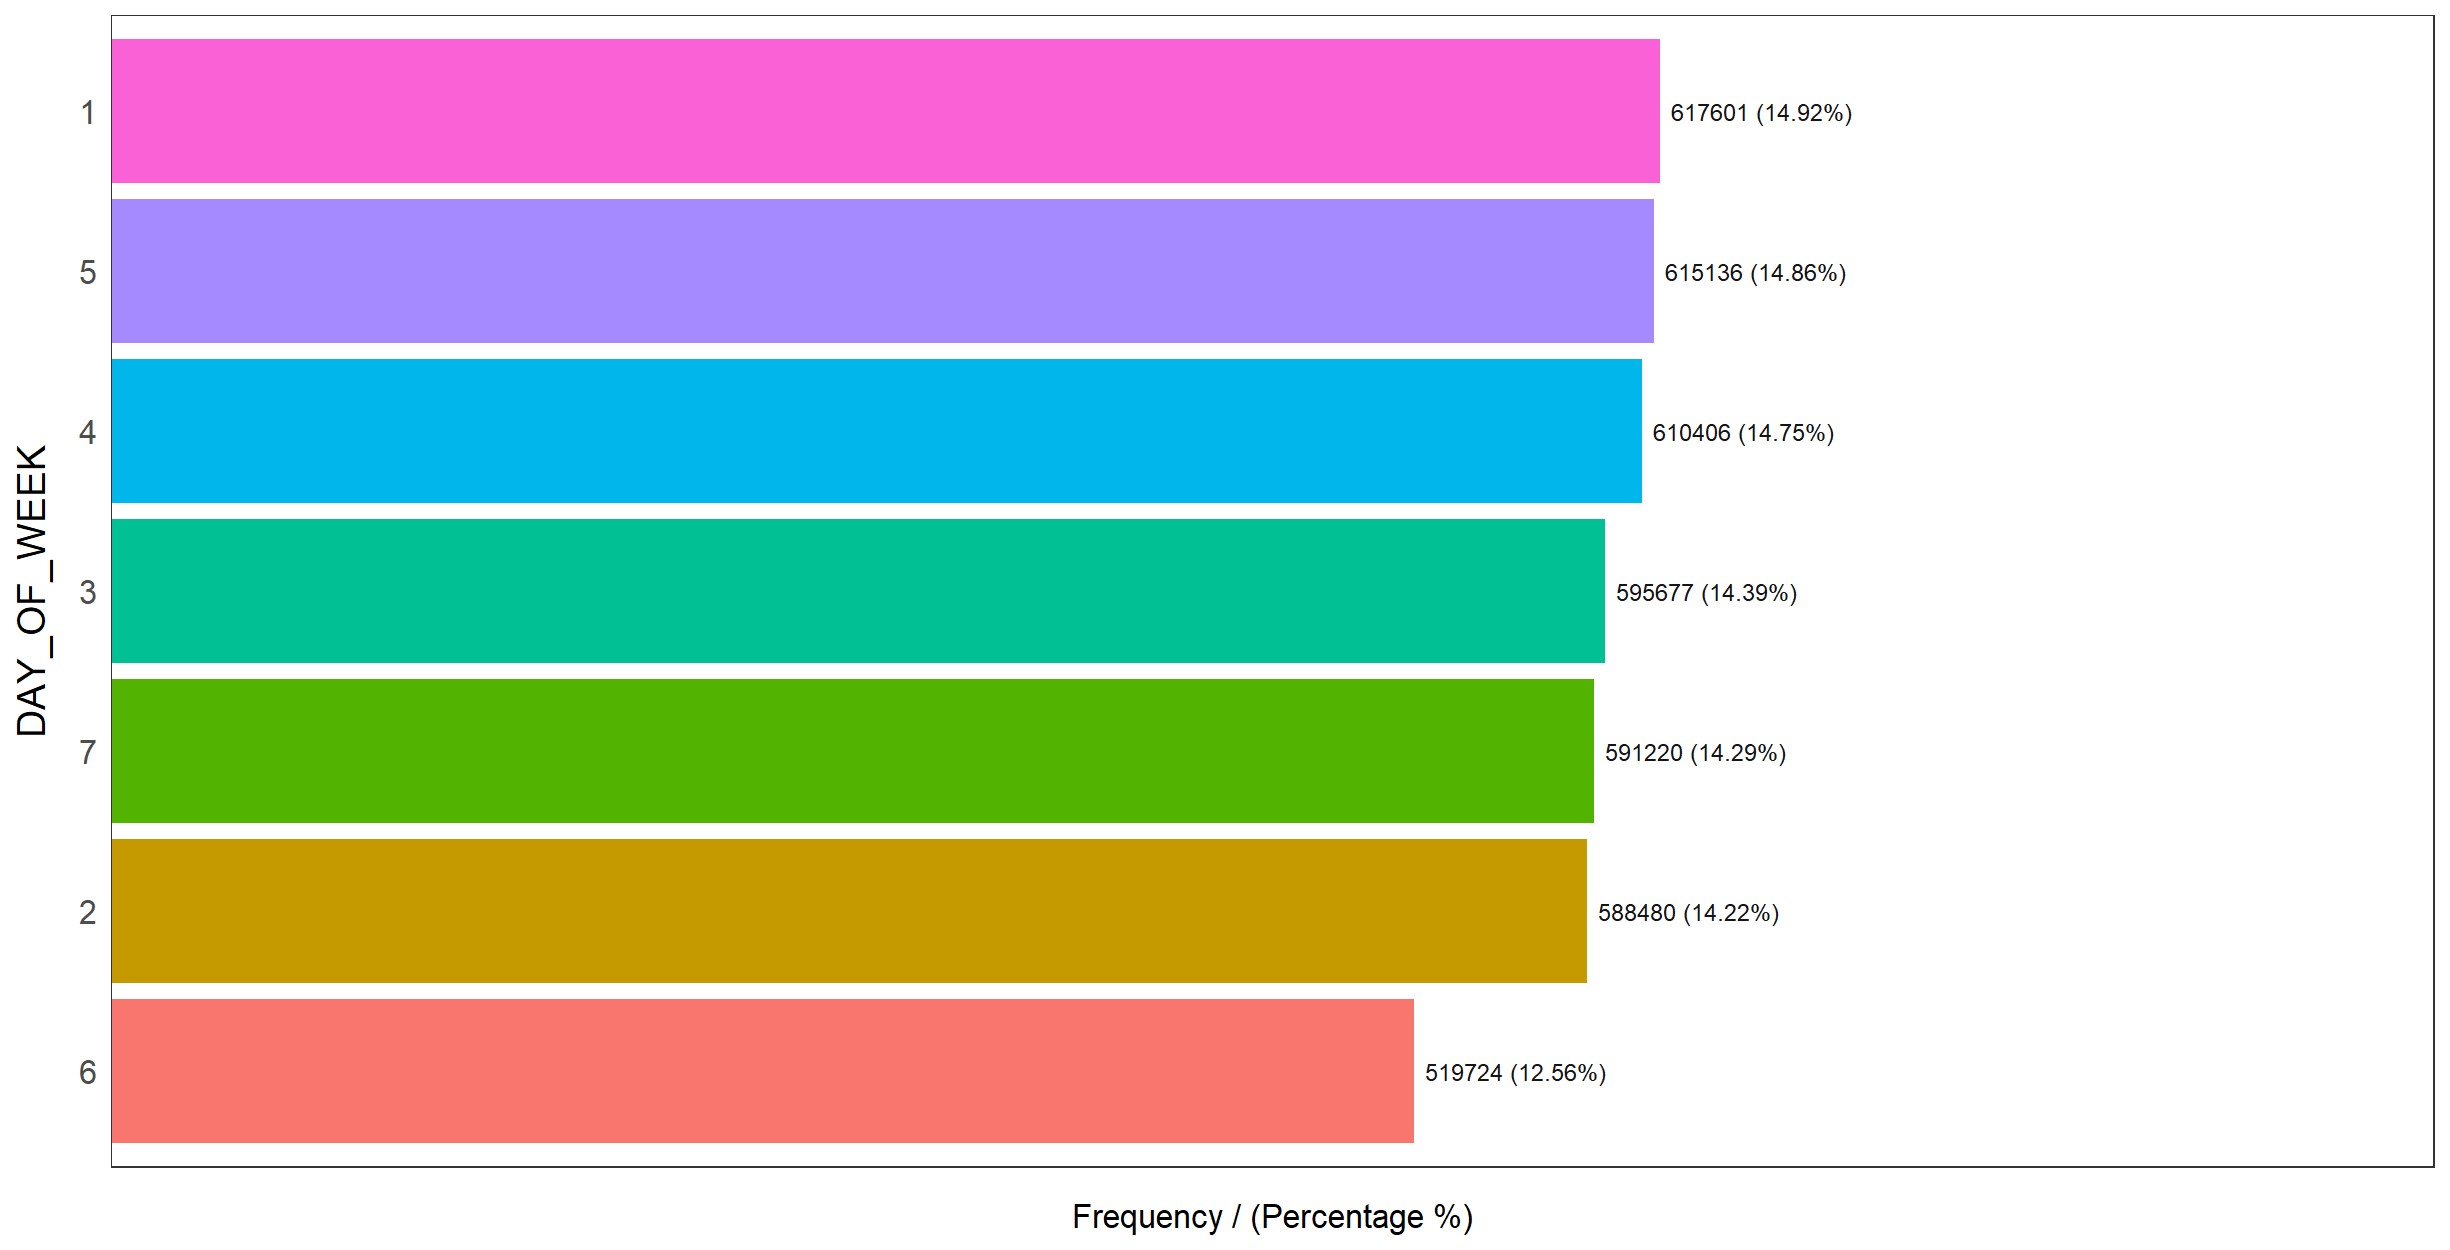 DAY_OF_WEEK
1 617601 (14.92%)
5 615136 (14.86%)
4 610406 (14.75%)
3 595677 (14.39%)
7 591220 (14.29%)
2 588480 (14.22%)
6 519724 (12.56%)
Frequency / (Percentage %)